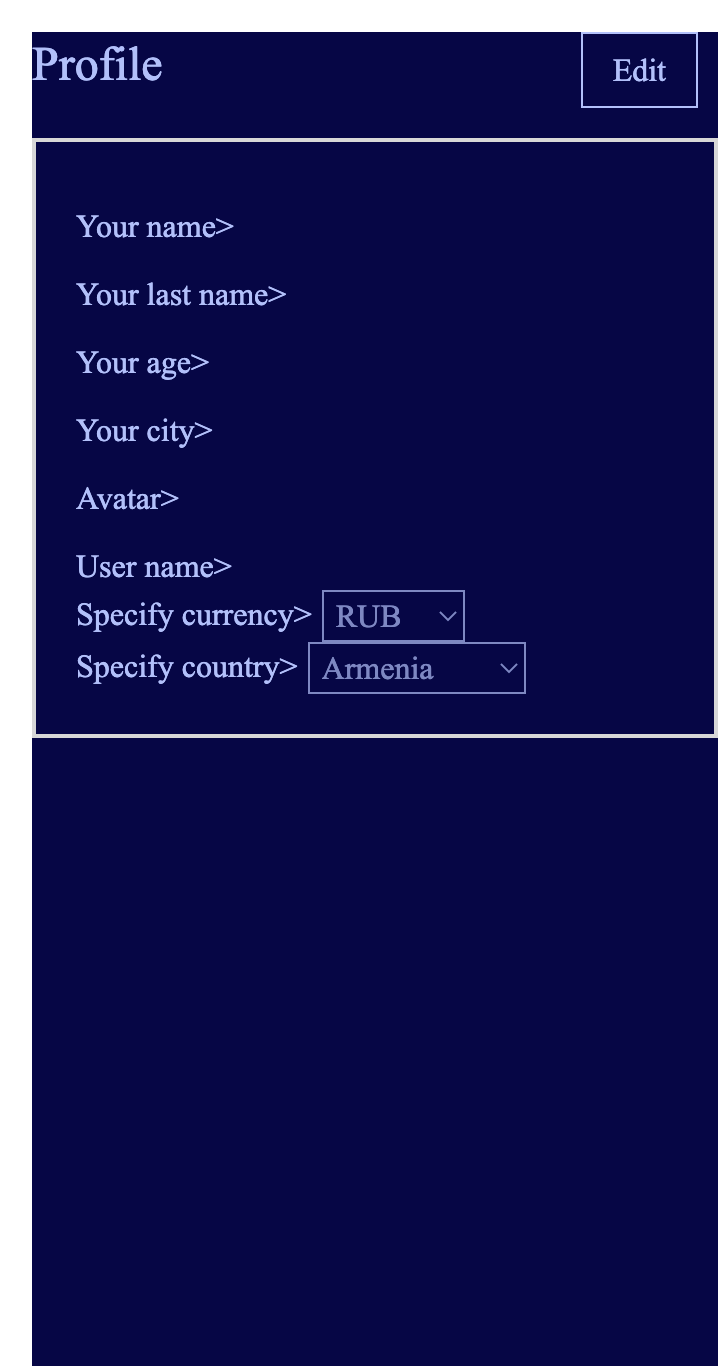 Profile
Edit
Your name>
Your last name>
Your age>
Your city>
Avatar>
User name>
Specify currency> RUB
Specify country> Armenia